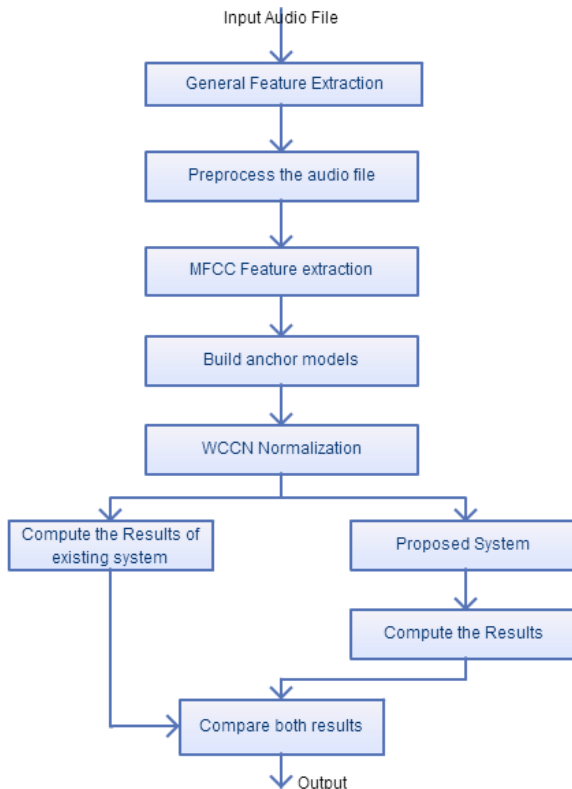 Input Audio File
General Feature Extraction
Preprocess the audio file
MFCC Feature extraction
Build anchor models
WCCN Normalization
Compute the Results of
existing system
Proposed System
Compute the Results
Compare both results
Output